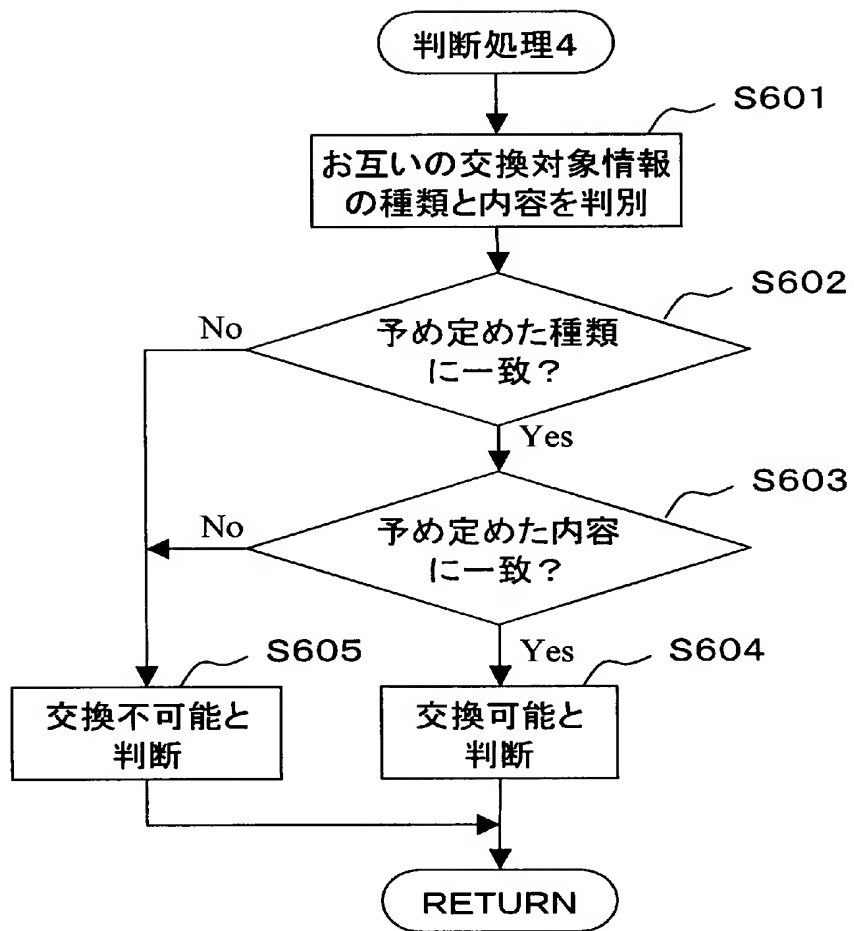 判断処理4
S601
お互いの交換対象情報
の種類と内容を判別
S602
No
予め定めた種類
に一致?
Yes
S603
No
予め定めた内容
に一致?
Yes
S605
S604
交換不可能と
判断
交換可能と
判断
RETURN